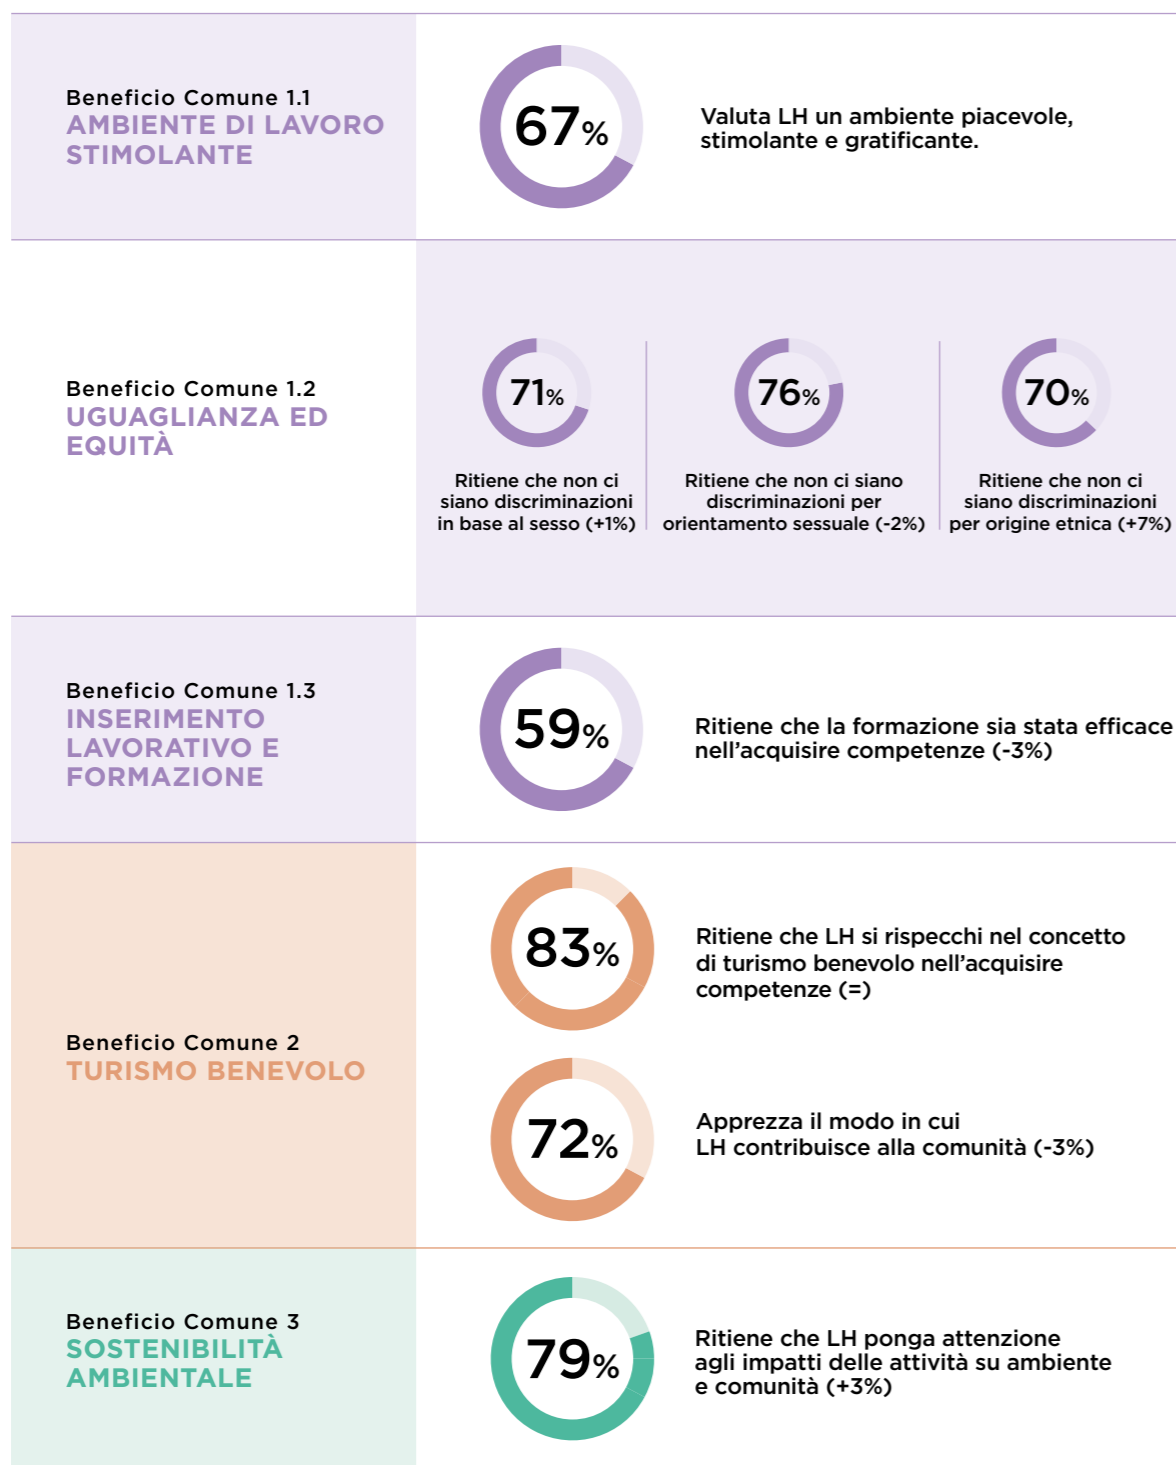 Beneficio Comune 1.1
AMBIENTE DI LAVORO
STIMOLANTE
67%
Valuta LH un ambiente piacevole,
stimolante e gratificante.
Beneficio Comune 1.2
UGUAGLIANZA ED
EQUITÀ
71%
Ritiene che non ci
siano discriminazioni
in base al sesso (+1%)
76%
Ritiene che non ci siano
discriminazioni per
orientamento sessuale (-2%)
70%
Ritiene che non ci
siano discriminazioni
per origine etnica (+7%)
Beneficio Comune 1.3
INSERIMENTO
LAVORATIVO E
FORMAZIONE
59%
Ritiene che la formazione sia stata efficace
nell’acquisire competenze (-3%)
Beneficio Comune 2
TURISMO BENEVOLO
83%
Ritiene che LH si rispecchi nel concetto
di turismo benevolo nell’acquisire
competenze (=)
72%
Apprezza il modo in cui
LH contribuisce alla comunità (-3%)
Beneficio Comune 3
SOSTENIBILITÀ
AMBIENTALE
79%
Ritiene che LH ponga attenzione
agli impatti delle attività su ambiente
e comunità (+3%)